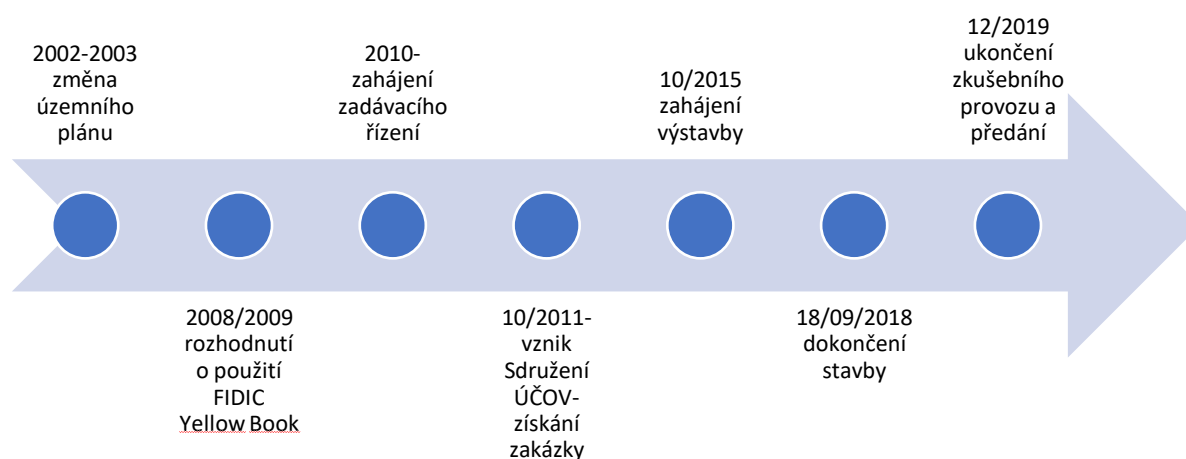 2002-2003
změna
územního
plánu
2008/2009
rozhodnutí
o použití
FIDIC
Yellow Book
2010-
zahájení
zadávacího
řízení
10/2011-
vznik
Sdružení
ÚČOV-
získání
zakázky
10/2015
zahájení
výstavby
18/09/2018
dokončení
stavby
12/2019
ukončení
zkušebního
provozu a
předání